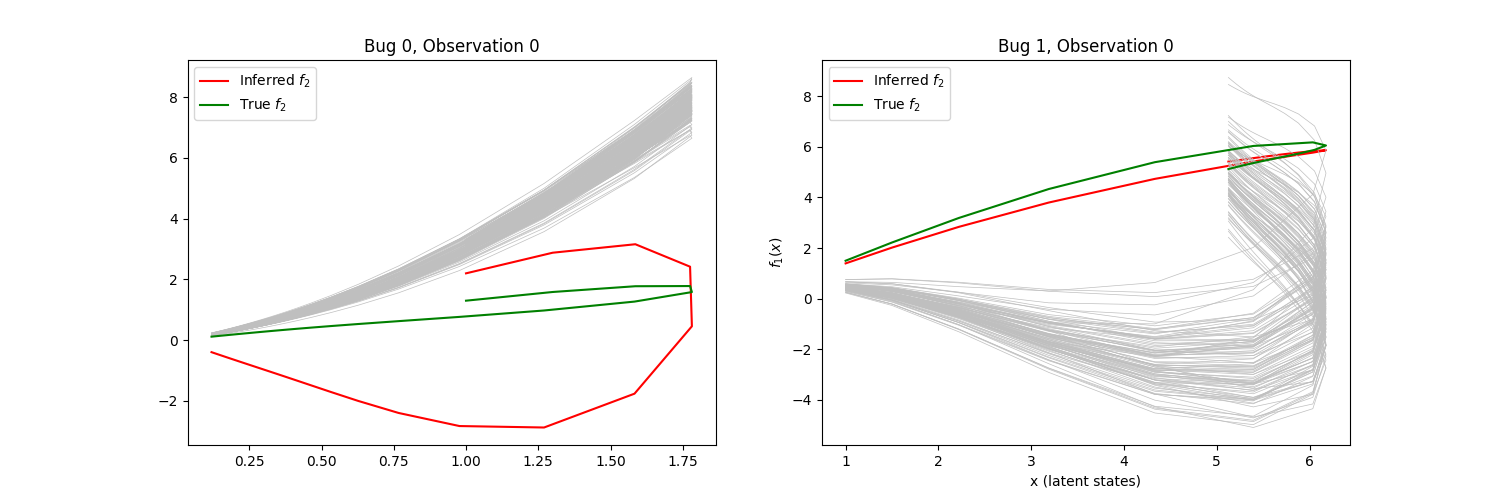 Bug 0, Observation 0
Inferred f₂
True f₂
8
6
4
2
0
−2
0.25 0.50 0.75 1.00 1.25 1.50 1.75
Bug 1, Observation 0
Inferred f₂
True f₂
f₁(x)
8
6
4
2
0
−2
−4
1 2 3 4 5 6
x (latent states)